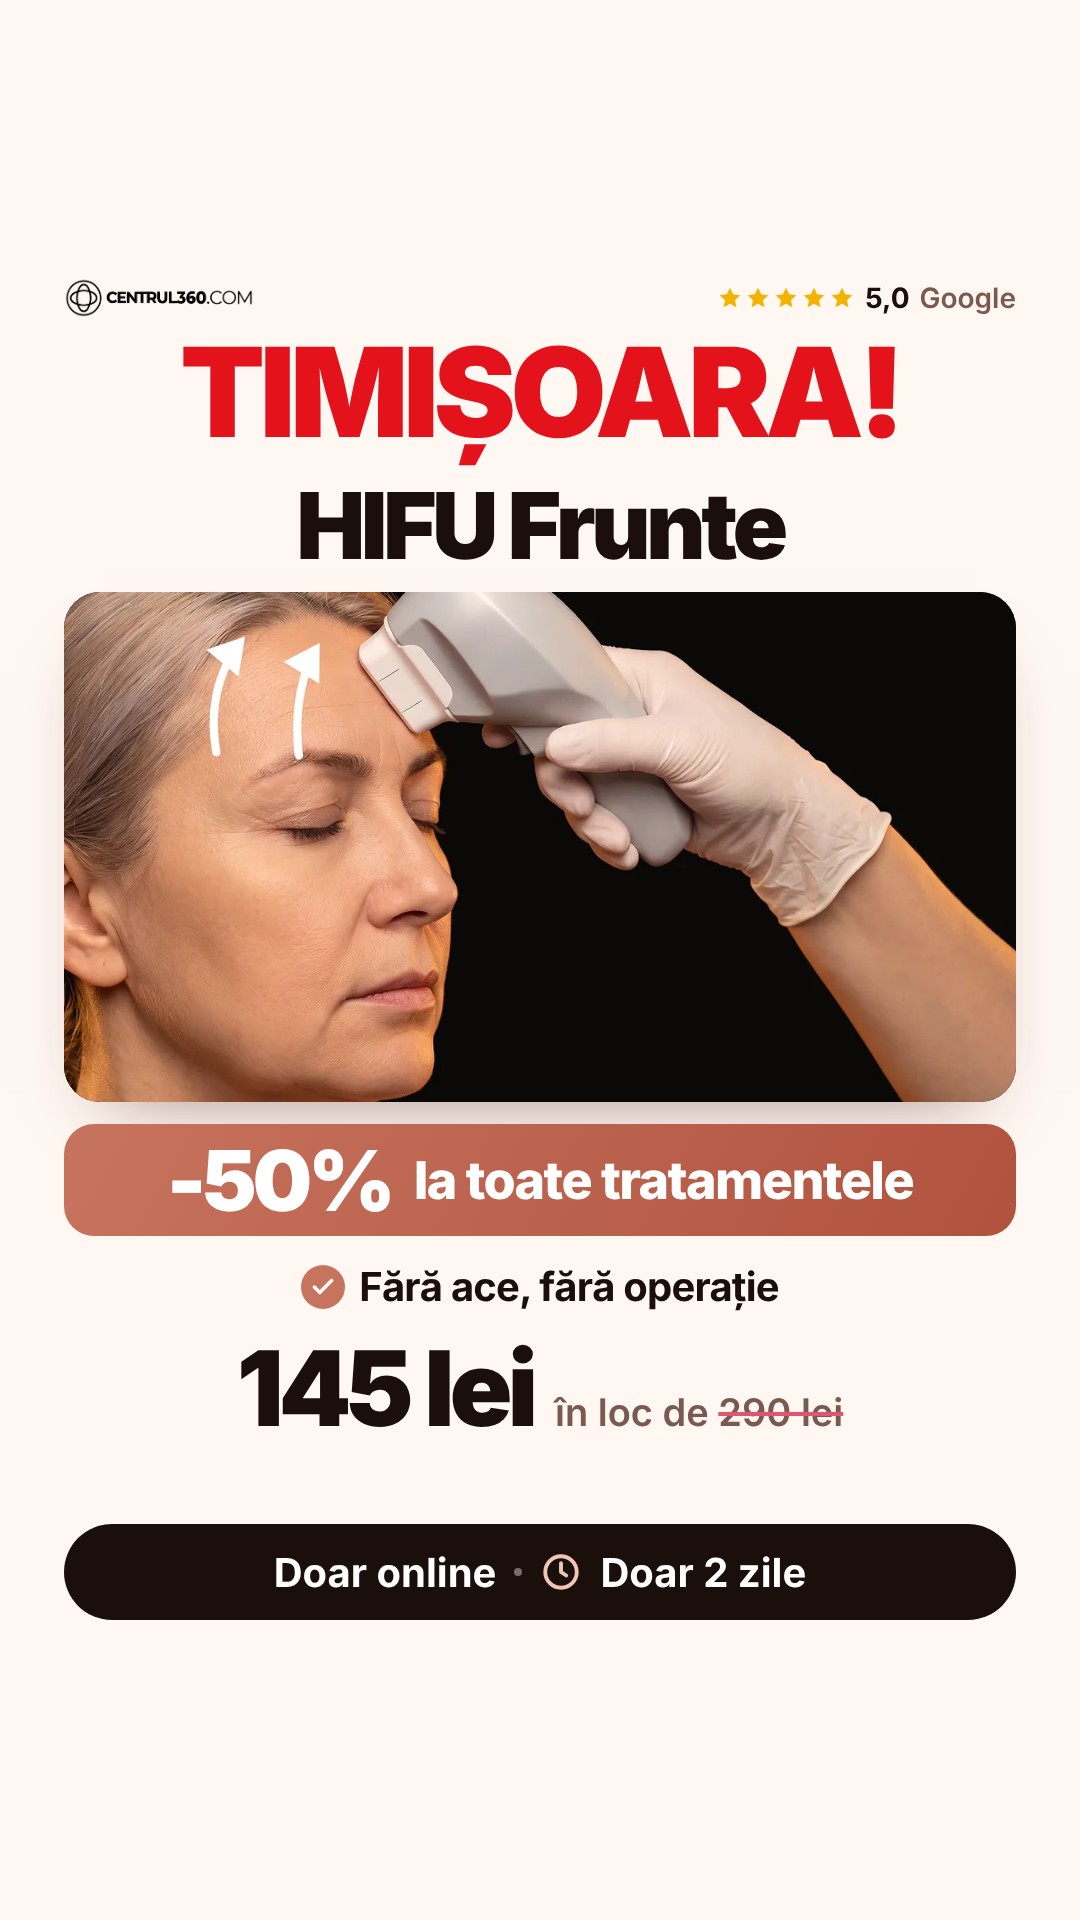 CENTRUL360.COM
5,0 Google
TIMIȘOARA!
HIFU Frunte
-50% la toate tratamentele
Fără ace, fără operație
145 lei în loc de 290 lei
Doar online · Doar 2 zile